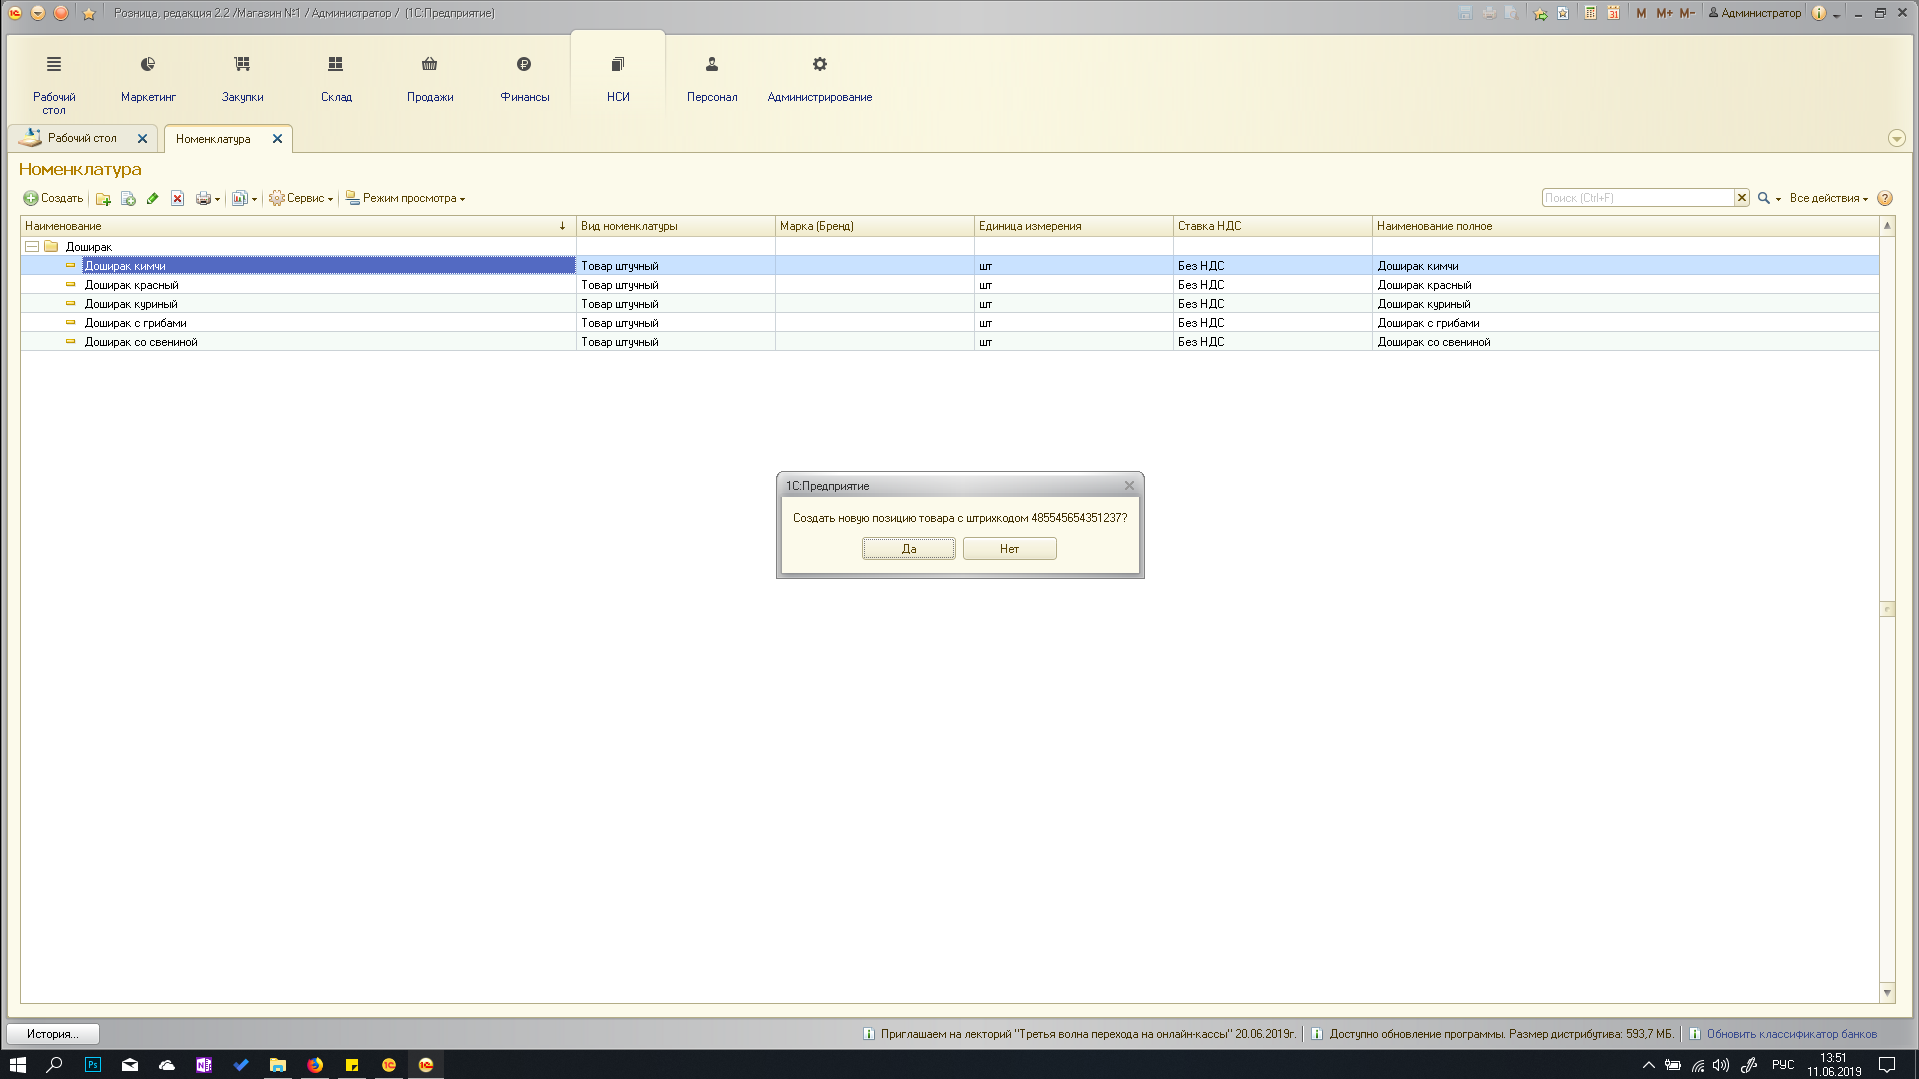 Розница, редакция 2.2 /Магазин №1 / Администратор / (1С:Предприятие)
M M+ M- Администратор
Рабочий стол
Маркетинг
Закупки
Склад
Продажи
Финансы
НСИ
Персонал
Администрирование
Рабочий стол
Номенклатура
Номенклатура
Создать Сервис Режим просмотра Поиск (Ctrl+F) Все действия
Наименование Вид номенклатуры Марка (Бренд) Единица измерения Ставка НДС Наименование полное
Доширак
Доширак кимчи Товар штучный шт Без НДС Доширак кимчи
Доширак красный Товар штучный шт Без НДС Доширак красный
Доширак куриный Товар штучный шт Без НДС Доширак куриный
Доширак с грибами Товар штучный шт Без НДС Доширак с грибами
Доширак со свениной Товар штучный шт Без НДС Доширак со свениной
1С:Предприятие
Создать новую позицию товара с штрихкодом 485545654351237?
Да Нет
История...
Приглашаем на лекторий "Третья волна перехода на онлайн-кассы" 20.06.2019г.
Доступно обновление программы. Размер дистрибутива: 593,7 МБ.
Обновить классификатор банков
Ps
РУС
13:51
11.06.2019